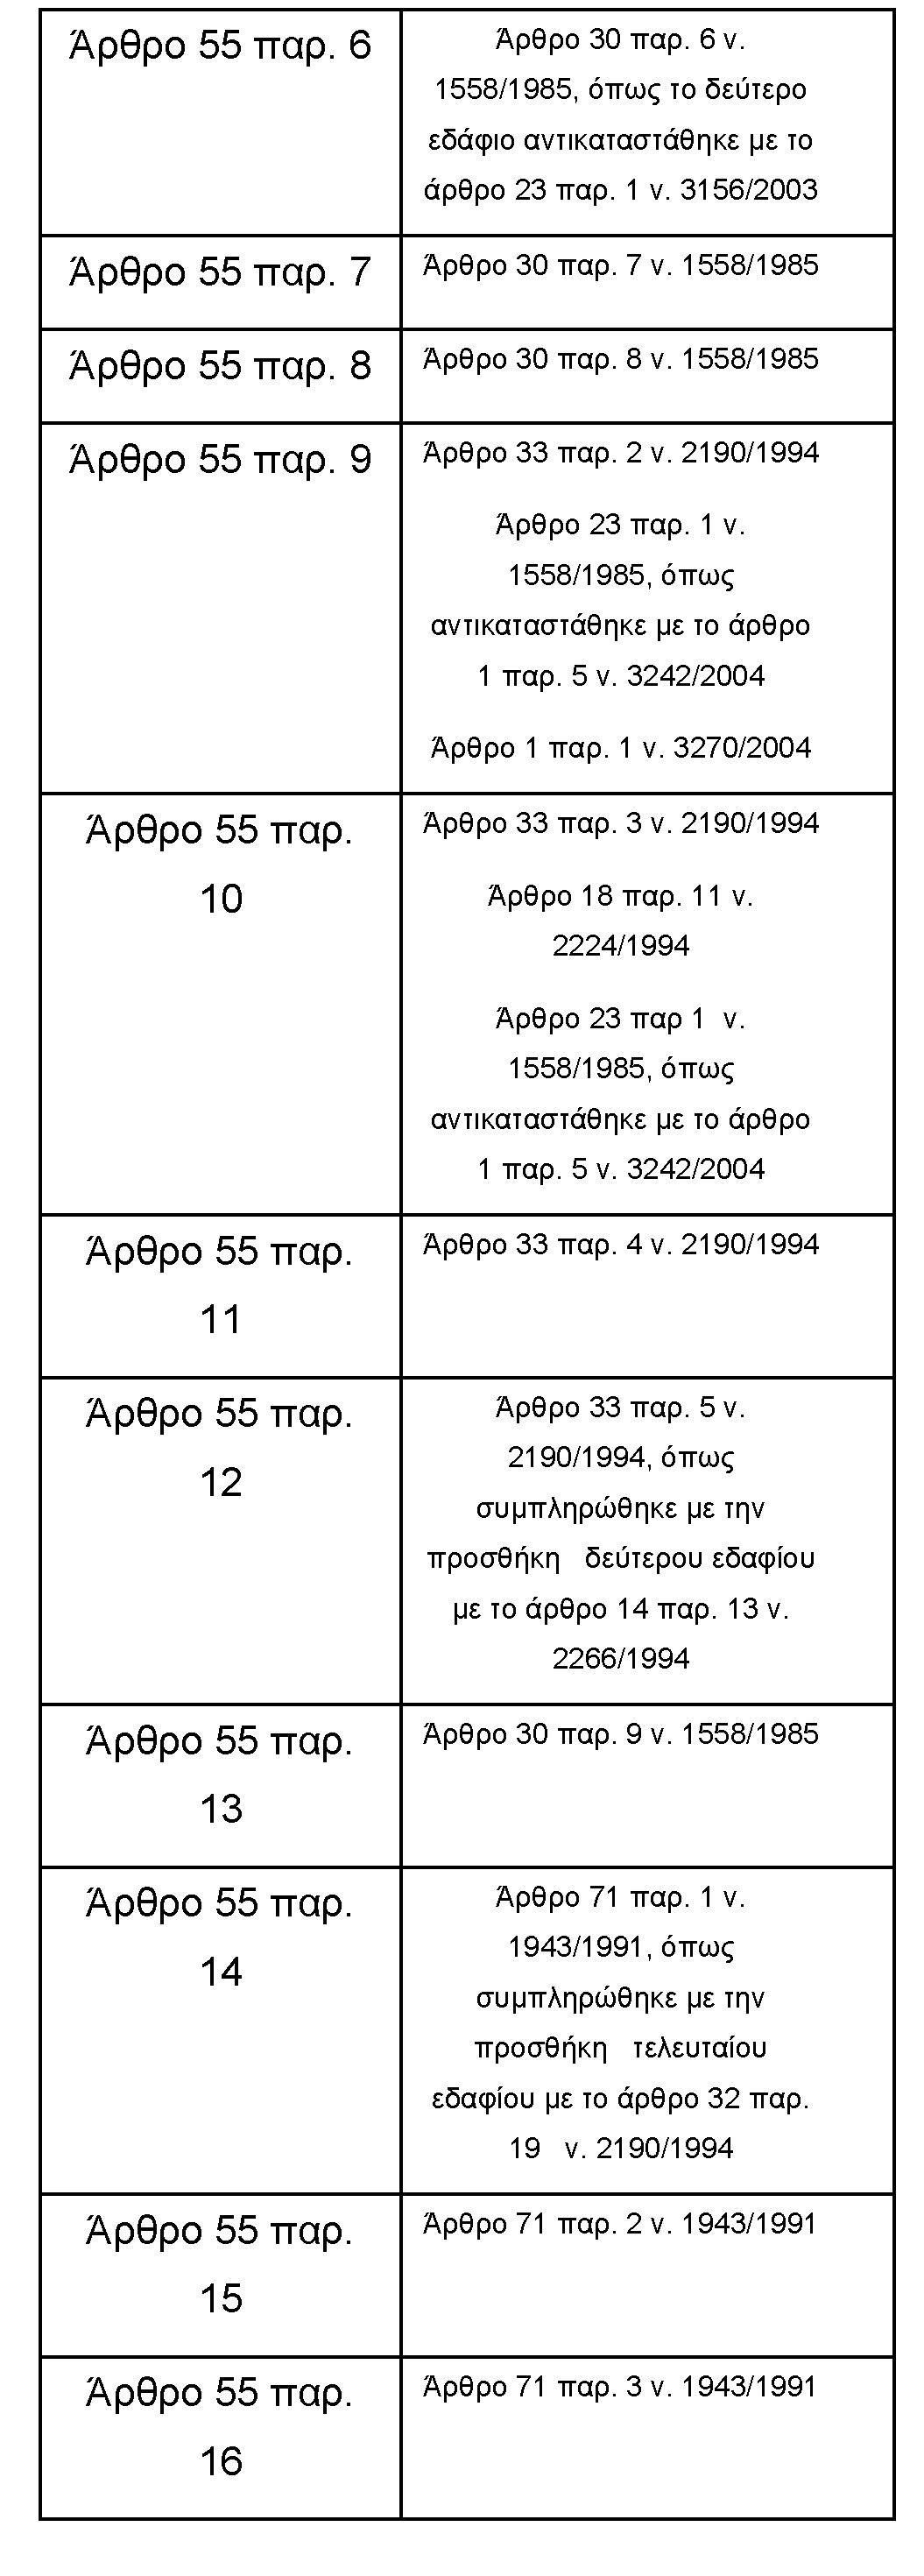 Άρθρο 55 παρ. 6
Άρθρο 30 παρ. 6 ν.
1558/1985, όπως το δεύτερο
εδάφιο αντικαταστάθηκε με το
άρθρο 23 παρ. 1 ν. 3156/2003
Άρθρο 55 παρ. 7
Άρθρο 30 παρ. 7 ν. 1558/1985
Άρθρο 55 παρ. 8
Άρθρο 30 παρ. 8 ν. 1558/1985
Άρθρο 55 παρ. 9
Άρθρο 33 παρ. 2 ν. 2190/1994
Άρθρο 23 παρ. 1 ν.
1558/1985, όπως
αντικαταστάθηκε με το άρθρο
1 παρ. 5 ν. 3242/2004
Άρθρο 1 παρ. 1 ν. 3270/2004
Άρθρο 55 παρ.
10
Άρθρο 33 παρ. 3 ν. 2190/1994
Άρθρο 18 παρ. 11 ν.
2224/1994
Άρθρο 23 παρ 1  ν.
1558/1985, όπως
αντικαταστάθηκε με το άρθρο
1 παρ. 5 ν. 3242/2004
Άρθρο 55 παρ.
11
Άρθρο 33 παρ. 4 ν. 2190/1994
Άρθρο 55 παρ.
12
Άρθρο 33 παρ. 5 ν.
2190/1994, όπως
συμπληρώθηκε με την
προσθήκη   δεύτερου εδαφίου
με το άρθρο 14 παρ. 13 ν.
2266/1994
Άρθρο 55 παρ.
13
Άρθρο 30 παρ. 9 ν. 1558/1985
Άρθρο 55 παρ.
14
Άρθρο 71 παρ. 1 ν.
1943/1991, όπως
συμπληρώθηκε με την
προσθήκη   τελευταίου
εδαφίου με το άρθρο 32 παρ.
19   ν. 2190/1994
Άρθρο 55 παρ.
15
Άρθρο 71 παρ. 2 ν. 1943/1991
Άρθρο 55 παρ.
16
Άρθρο 71 παρ. 3 ν. 1943/1991